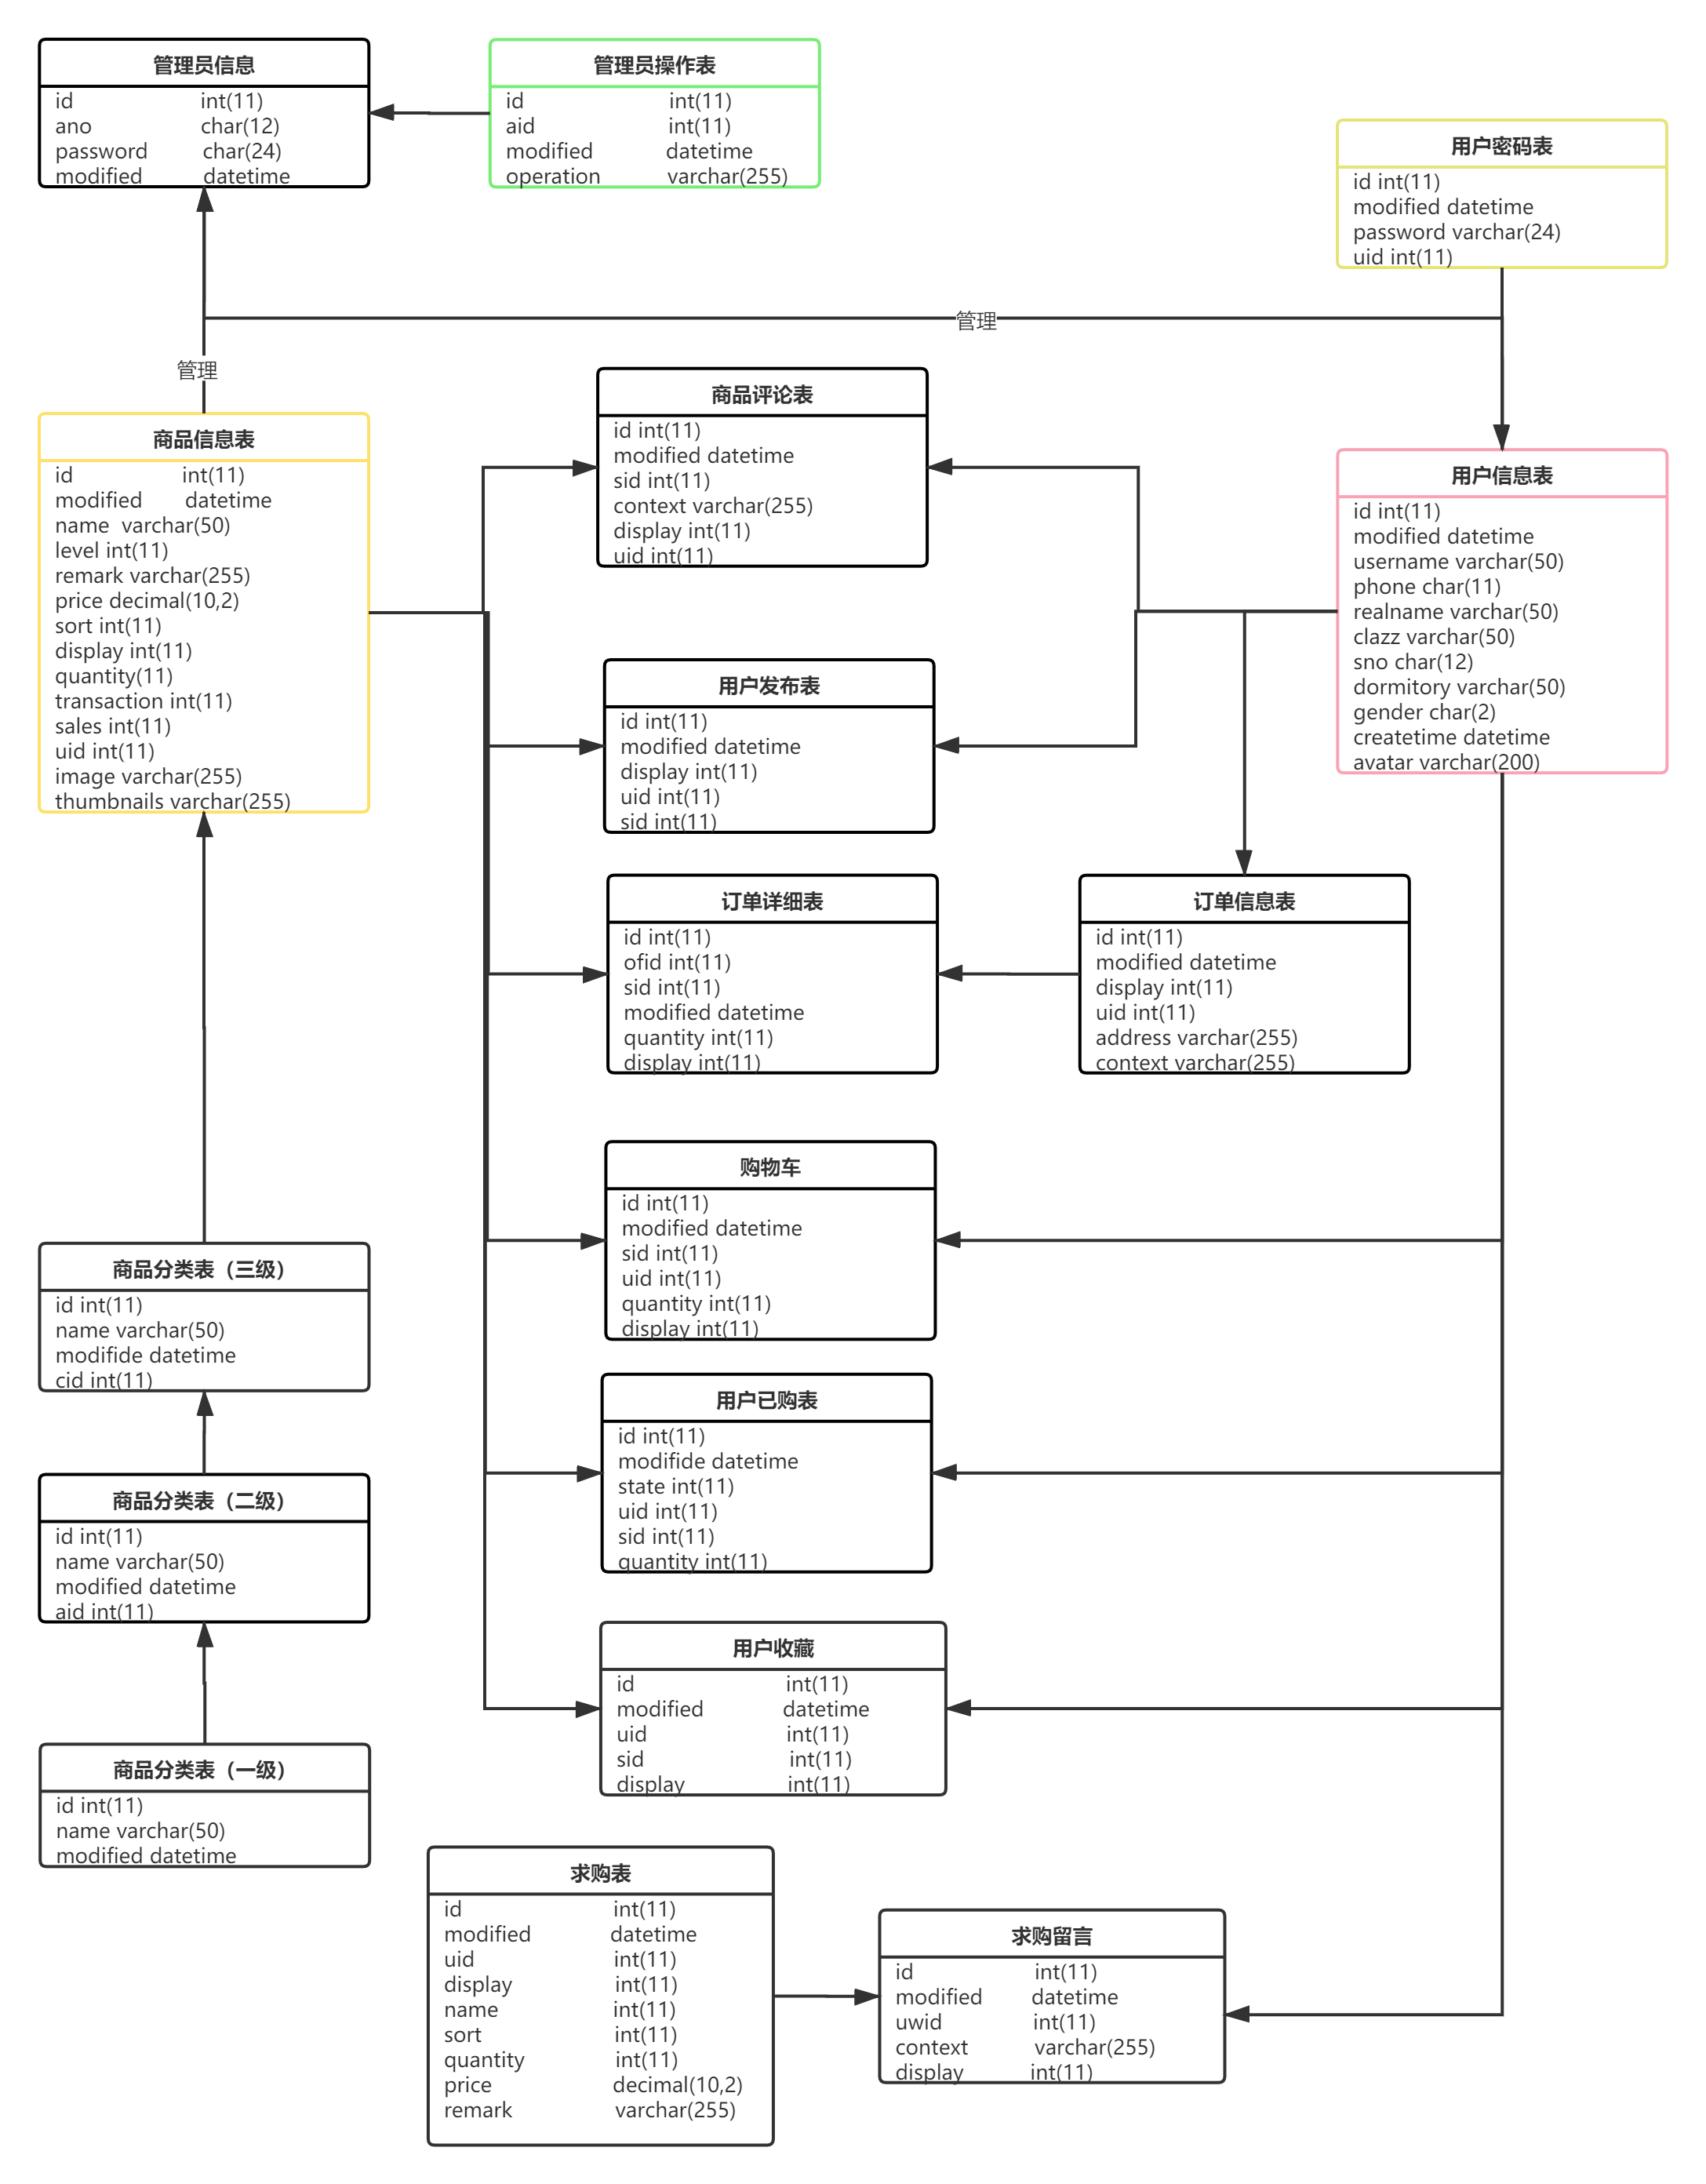 管理员信息
id int(11)
ano char(12)
password char(24)
modified datetime
管理员操作表
id int(11)
aid int(11)
modified datetime
operation varchar(255)
用户密码表
id int(11)
modified datetime
password varchar(24)
uid int(11)
管理
管理
商品信息表
id int(11)
modified datetime
name varchar(50)
level int(11)
remark varchar(255)
price decimal(10,2)
sort int(11)
display int(11)
quantity(11)
transaction int(11)
sales int(11)
uid int(11)
image varchar(255)
thumbnails varchar(255)
商品评论表
id int(11)
modified datetime
sid int(11)
context varchar(255)
display int(11)
uid int(11)
用户信息表
id int(11)
modified datetime
username varchar(50)
phone char(11)
realname varchar(50)
clazz varchar(50)
sno char(12)
dormitory varchar(50)
gender char(2)
createtime datetime
avatar varchar(200)
用户发布表
id int(11)
modified datetime
display int(11)
uid int(11)
sid int(11)
订单详细表
id int(11)
ofid int(11)
sid int(11)
modified datetime
quantity int(11)
display int(11)
订单信息表
id int(11)
modified datetime
display int(11)
uid int(11)
address varchar(255)
context varchar(255)
购物车
id int(11)
modified datetime
sid int(11)
uid int(11)
quantity int(11)
display int(11)
商品分类表（三级）
id int(11)
name varchar(50)
modifide datetime
cid int(11)
用户已购表
id int(11)
modifide datetime
state int(11)
uid int(11)
sid int(11)
quantity int(11)
商品分类表（二级）
id int(11)
name varchar(50)
modified datetime
aid int(11)
用户收藏
id int(11)
modified datetime
uid int(11)
sid int(11)
display int(11)
商品分类表（一级）
id int(11)
name varchar(50)
modified datetime
求购表
id int(11)
modified datetime
uid int(11)
display int(11)
name int(11)
sort int(11)
quantity int(11)
price decimal(10,2)
remark varchar(255)
求购留言
id int(11)
modified datetime
uwid int(11)
context varchar(255)
display int(11)